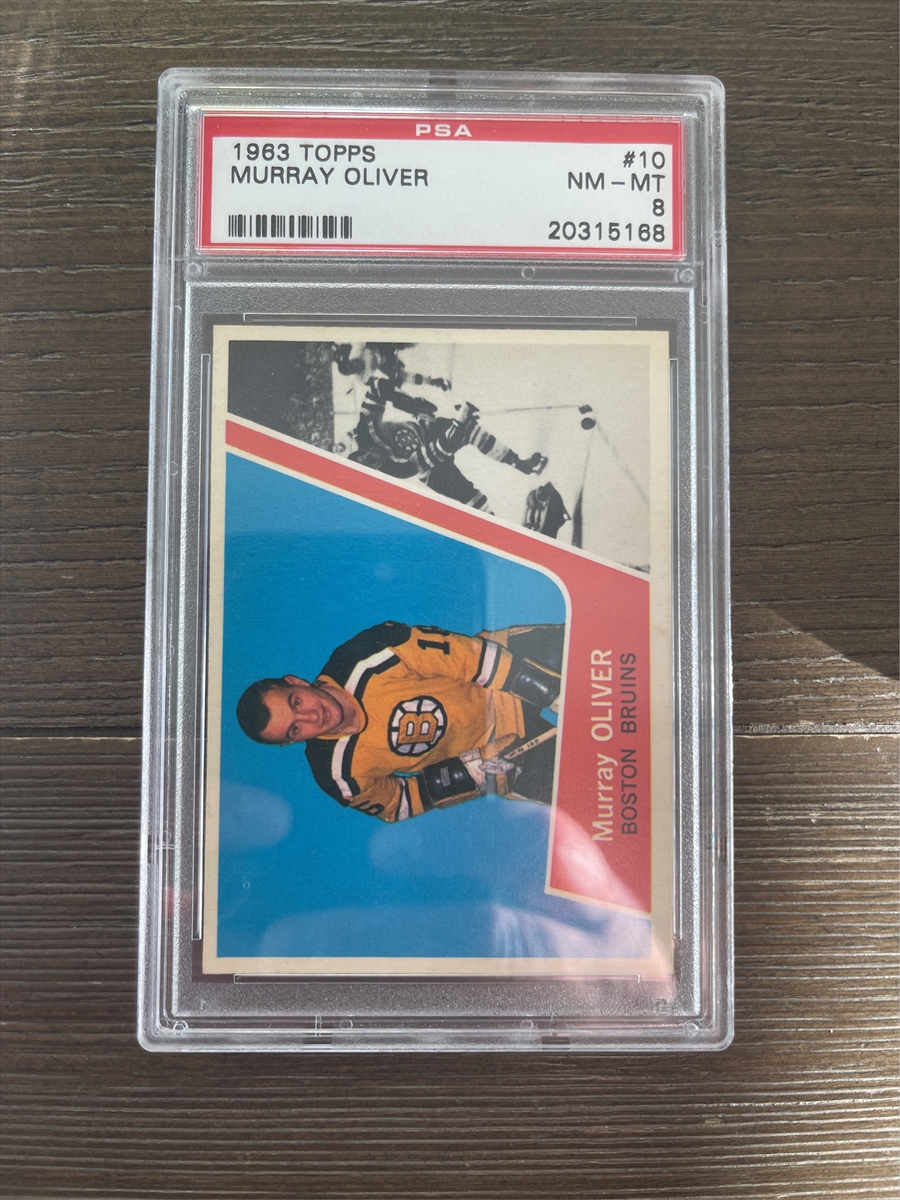 PSA
1963 TOPPS
#10
MURRAY OLIVER
NM - MT
8
20315168
Murray OLIVER
BOSTON BRUINS
B